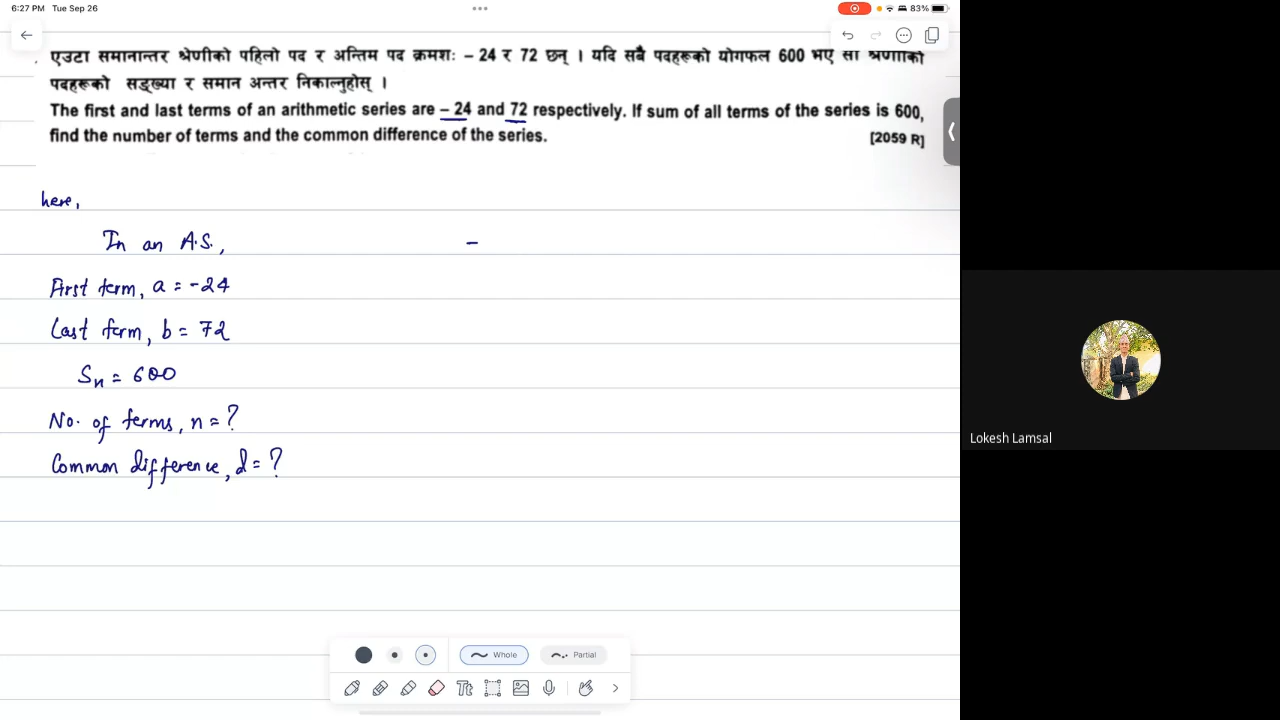 6:27 PM Tue Sep 26
83%
एउटा समानान्तर श्रेणीको पहिलो पद र अन्तिम पद क्रमशः – 24 र 72 छन् । यदि सबै पदहरूको योगफल 600 भए सो श्रेणीको
पदहरूको सङ्ख्या र समान अन्तर निकाल्नुहोस् ।
The first and last terms of an arithmetic series are – 24 and 72 respectively. If sum of all terms of the series is 600,
find the number of terms and the common difference of the series.
[2059 R]
here,
In an A.S.,
First term, a = -24
Last term, b = 72
Sn = 600
No. of terms, n = ?
Common difference, d = ?
–
Whole
Partial
Tt
Lokesh Lamsal